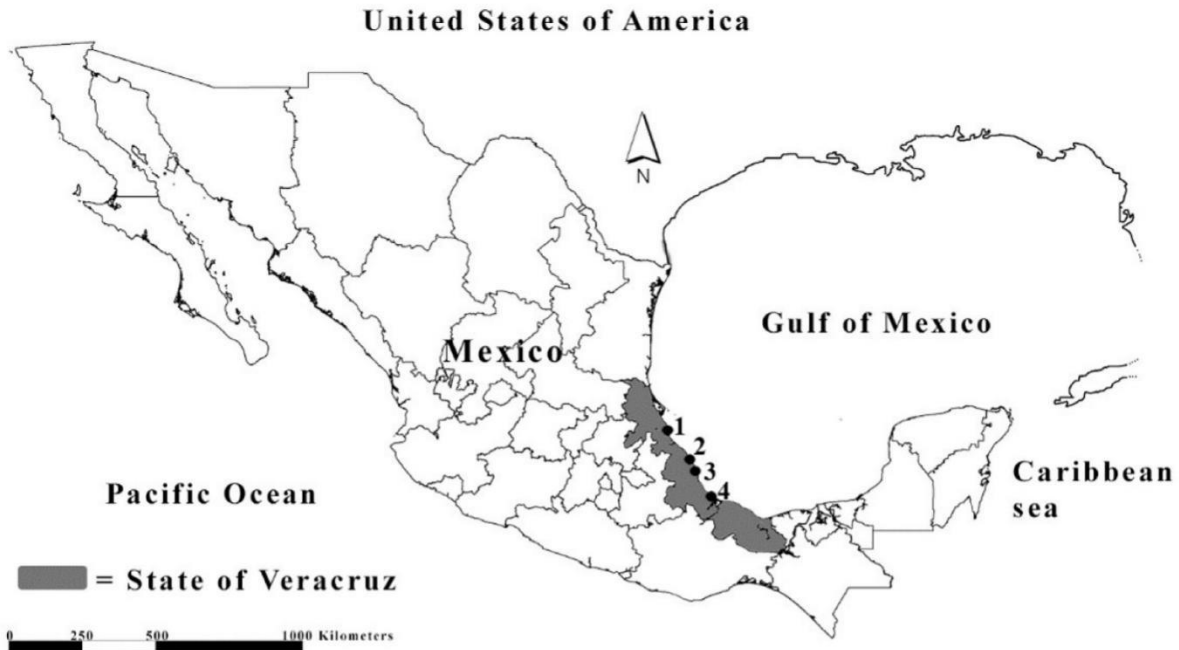 United States of America
N
Gulf of Mexico
Mexico
1
2
3
4
Caribbean
sea
Pacific Ocean
= State of Veracruz
0 250 500 1000 Kilometers